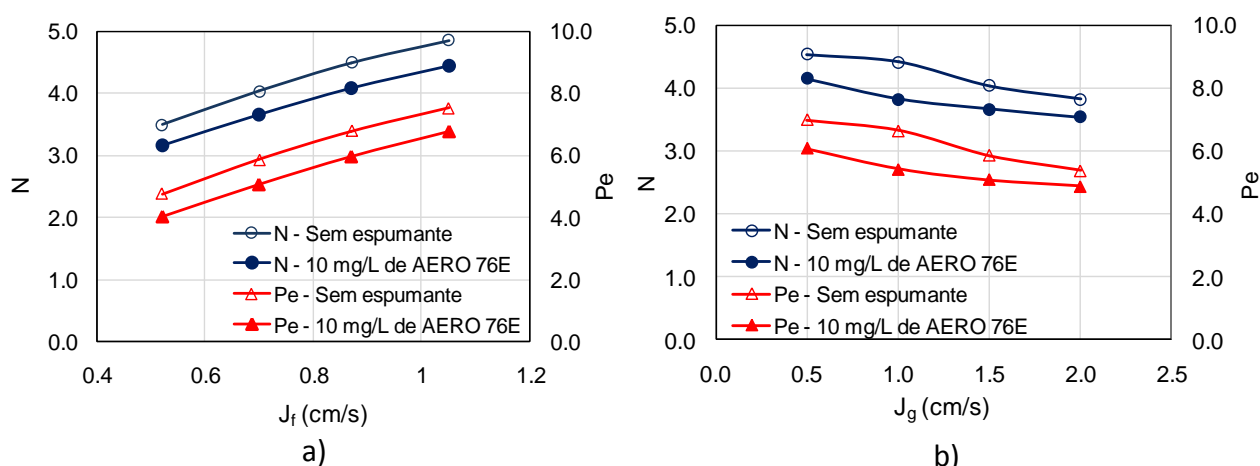 5.0
4.0
3.0
2.0
1.0
0.0
N
10.0
8.0
6.0
4.0
2.0
0.0
Pe
N - Sem espumante
N - 10 mg/L de AERO 76E
Pe - Sem espumante
Pe - 10 mg/L de AERO 76E
0.4 0.6 0.8 1 1.2
Jf (cm/s)
a)
5.0
4.0
3.0
2.0
1.0
0.0
N
10.0
8.0
6.0
4.0
2.0
0.0
Pe
N - Sem espumante
N - 10 mg/L de AERO 76E
Pe - Sem espumante
Pe - 10 mg/L de AERO 76E
0.0 0.5 1.0 1.5 2.0 2.5
Jg (cm/s)
b)